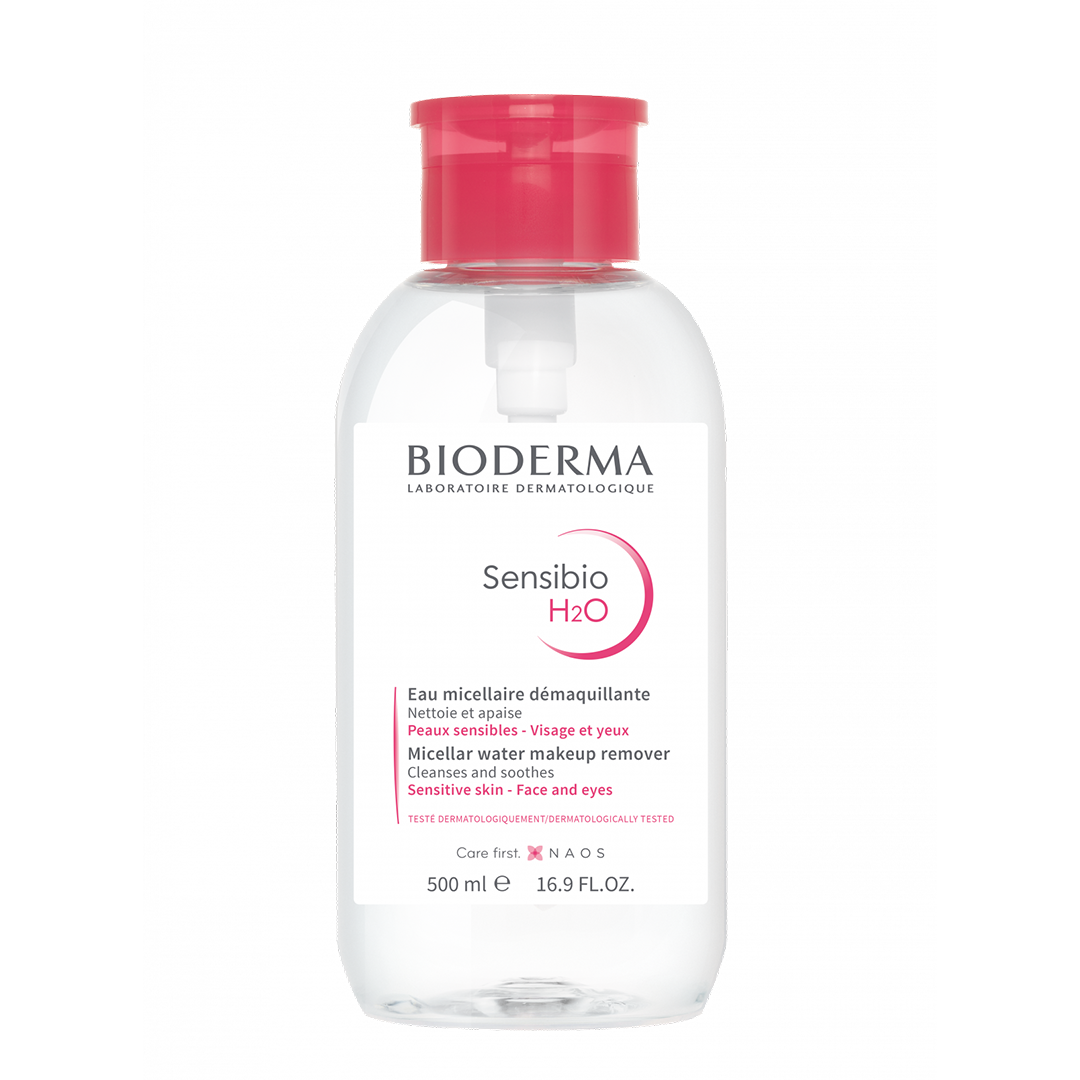 BIODERMA
LABORATOIRE DERMATOLOGIQUE
Sensibio
H2O
Eau micellaire démaquillante
Nettoie et apaise
Peaux sensibles - Visage et yeux
Micellar water makeup remover
Cleanses and soothes
Sensitive skin - Face and eyes
TESTÉ DERMATOLOGIQUEMENT/DERMATOLOGICALLY TESTED
Care first. NAOS
500 ml ℮ 16.9 FL.OZ.